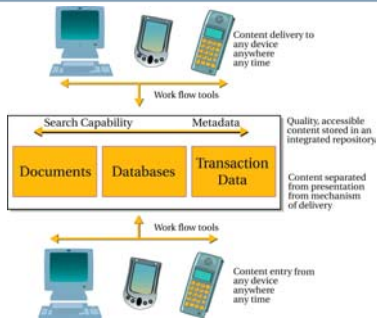 Content delivery to
any device
anywhere
any time
Work flow tools
Search Capability
Metadata
Documents
Databases
Transaction
Data
Quality, accessible
content stored in an
integrated repository
Content separated
from presentation
from mechanism
of delivery
Work flow tools
Content entry from
any device
anywhere
any time